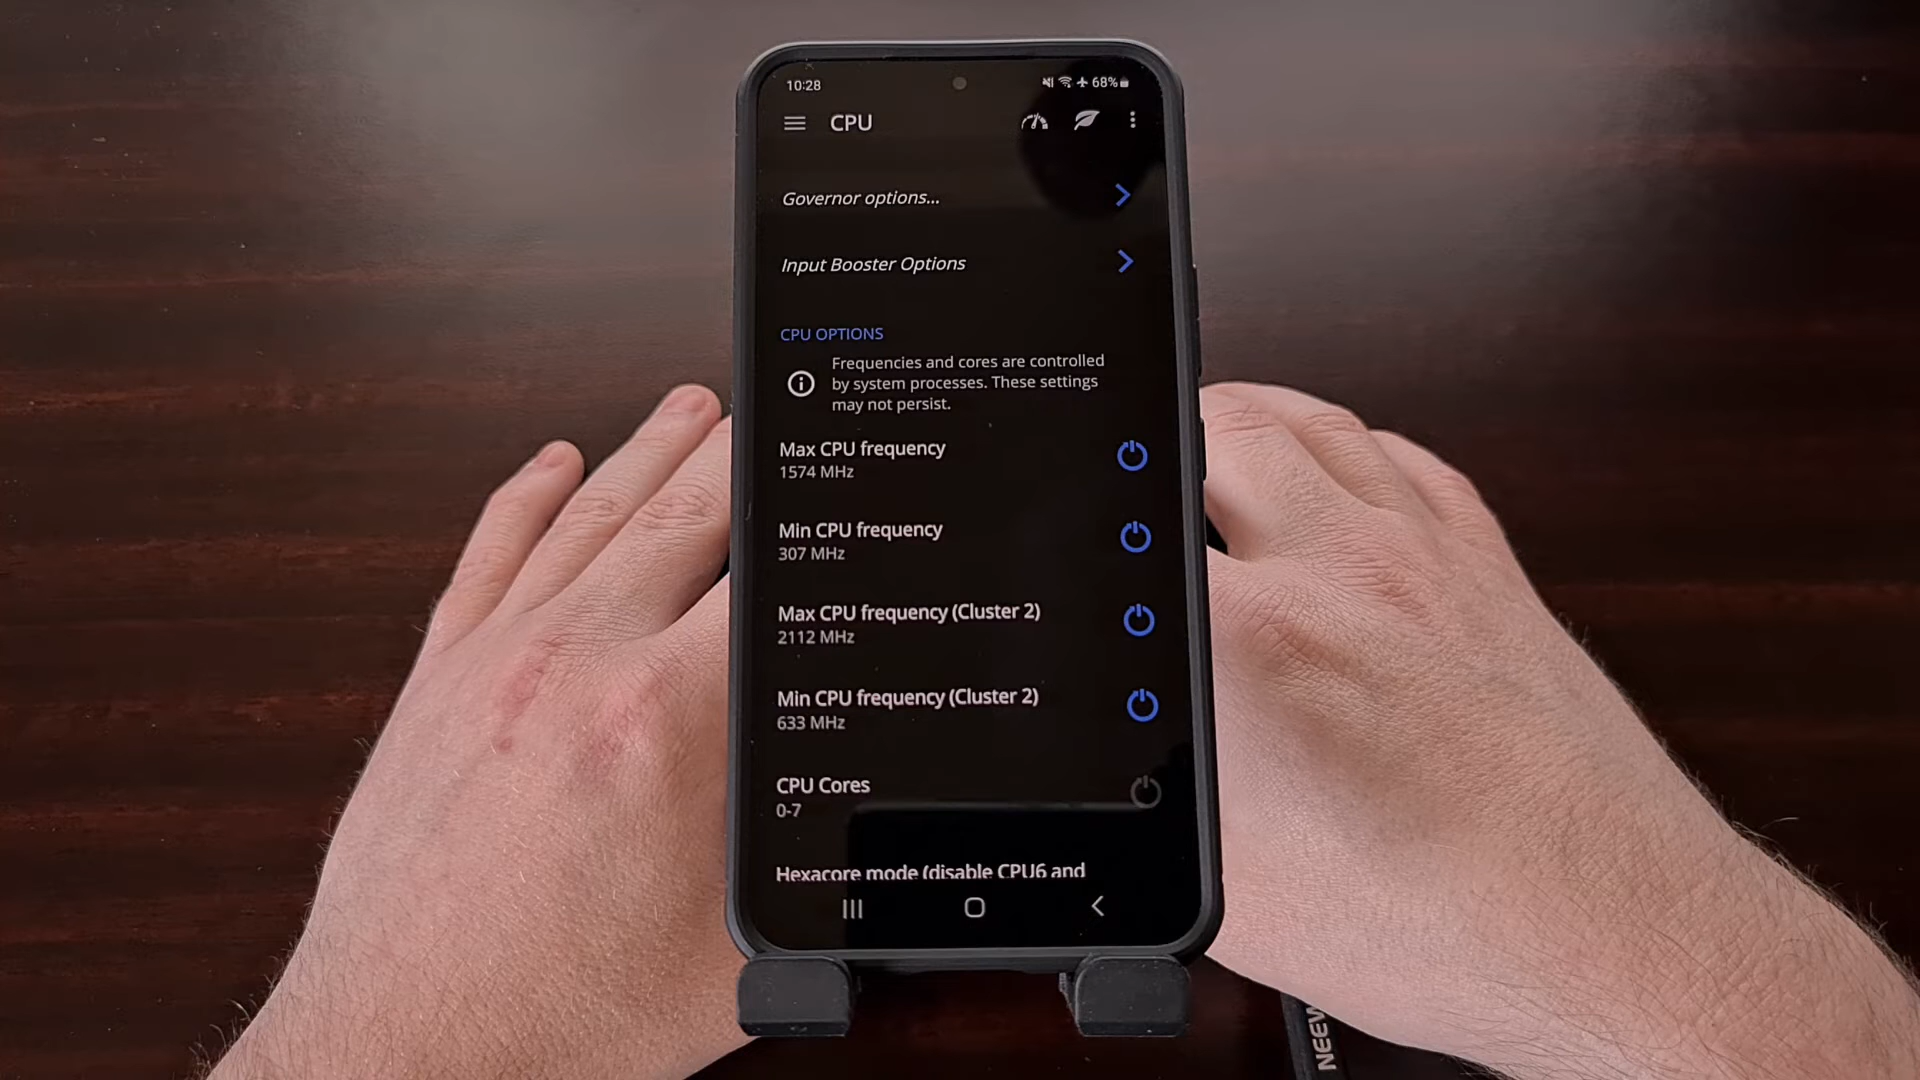 10:28
68%
CPU
Governor options...
Input Booster Options
CPU OPTIONS
Frequencies and cores are controlled
by system processes. These settings
may not persist.
Max CPU frequency
1574 MHz
Min CPU frequency
307 MHz
Max CPU frequency (Cluster 2)
2112 MHz
Min CPU frequency (Cluster 2)
633 MHz
CPU Cores
0-7
Hexacore mode (disable CPU6 and
NEEW